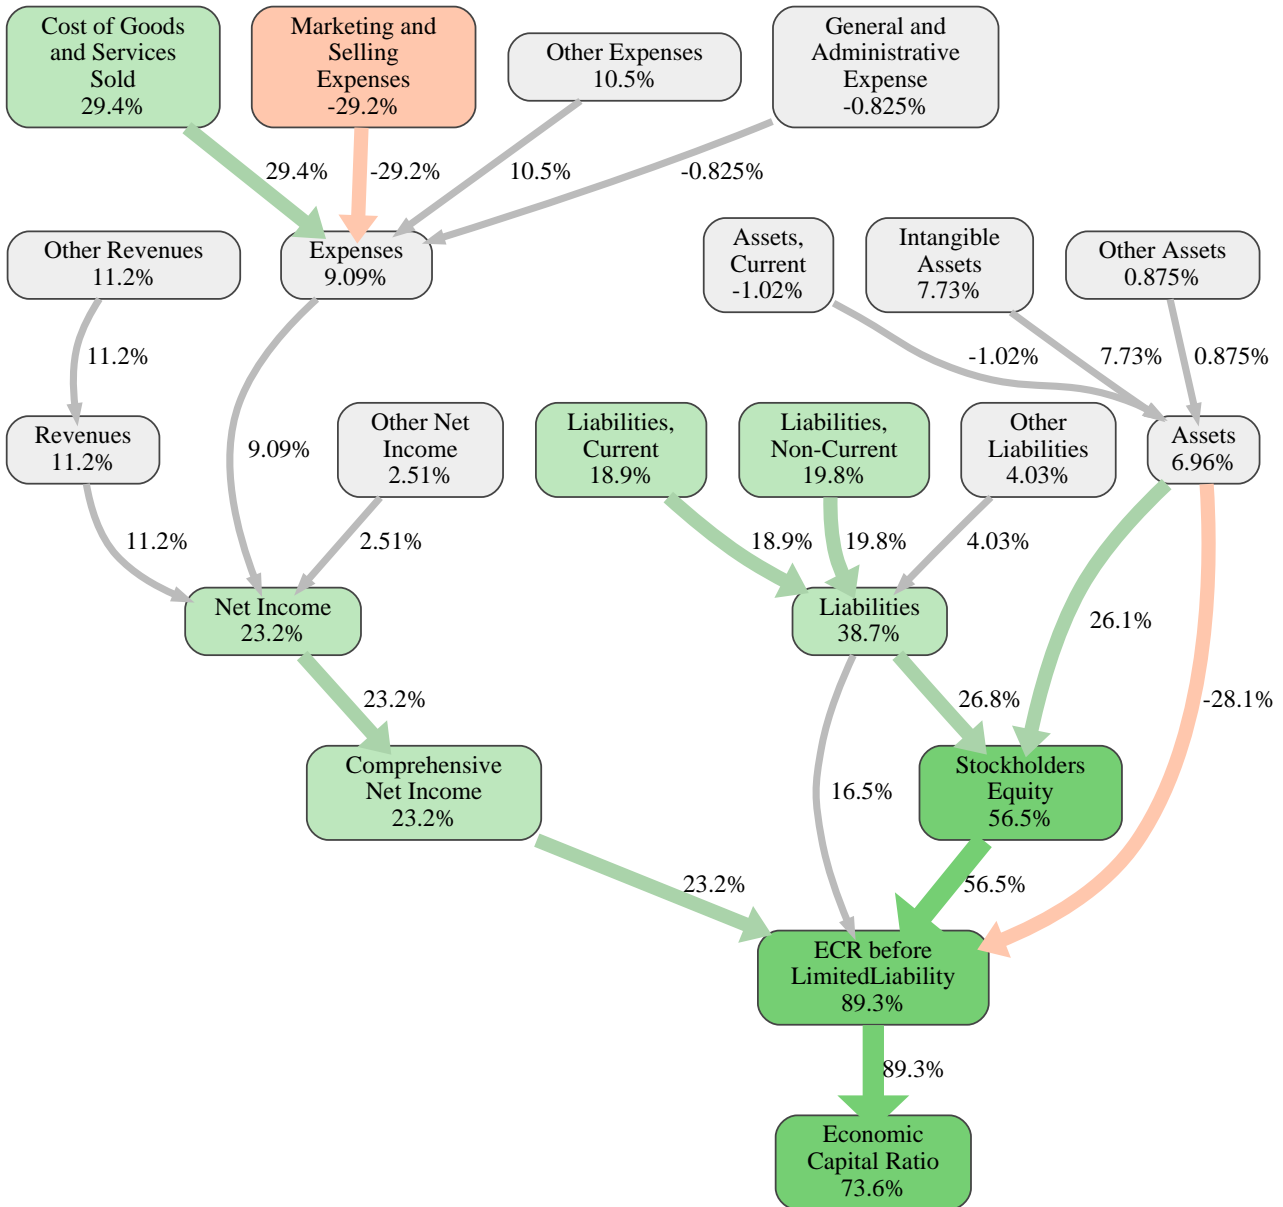 Cost of Goods
and Services
Sold
29.4%
Marketing and
Selling
Expenses
-29.2%
Other Expenses
10.5%
General and
Administrative
Expense
-0.825%
29.4%
-29.2%
10.5%
-0.825%
Other Revenues
11.2%
Expenses
9.09%
Assets,
Current
-1.02%
Intangible
Assets
7.73%
Other Assets
0.875%
11.2%
-1.02%
7.73%
0.875%
Revenues
11.2%
9.09%
Other Net
Income
2.51%
Liabilities,
Current
18.9%
Liabilities,
Non-Current
19.8%
Other
Liabilities
4.03%
Assets
6.96%
11.2%
2.51%
18.9%
19.8%
4.03%
26.1%
Net Income
23.2%
Liabilities
38.7%
23.2%
26.8%
-28.1%
Comprehensive
Net Income
23.2%
16.5%
Stockholders
Equity
56.5%
23.2%
56.5%
ECR before
LimitedLiability
89.3%
89.3%
Economic
Capital Ratio
73.6%